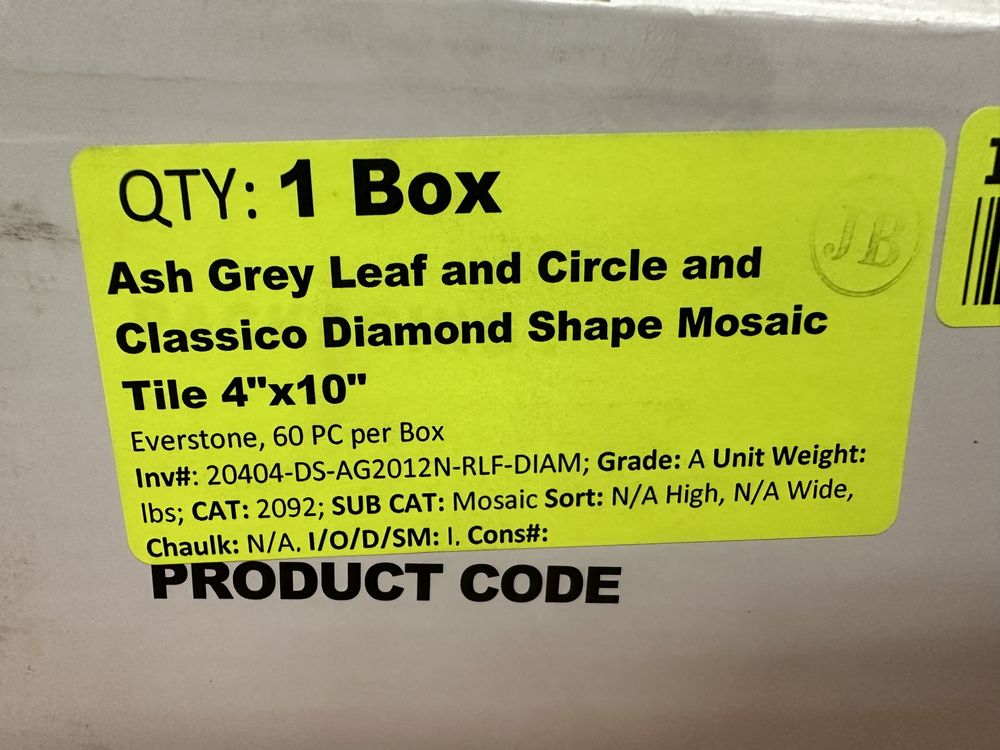 QTY: 1 Box
JB
Ash Grey Leaf and Circle and
Classico Diamond Shape Mosaic
Tile 4"x10"
Everstone, 60 PC per Box
Inv#: 20404-DS-AG2012N-RLF-DIAM; Grade: A Unit Weight:
lbs; CAT: 2092; SUB CAT: Mosaic Sort: N/A High, N/A Wide,
Chaulk: N/A. I/O/D/SM: I. Cons#:
PRODUCT CODE